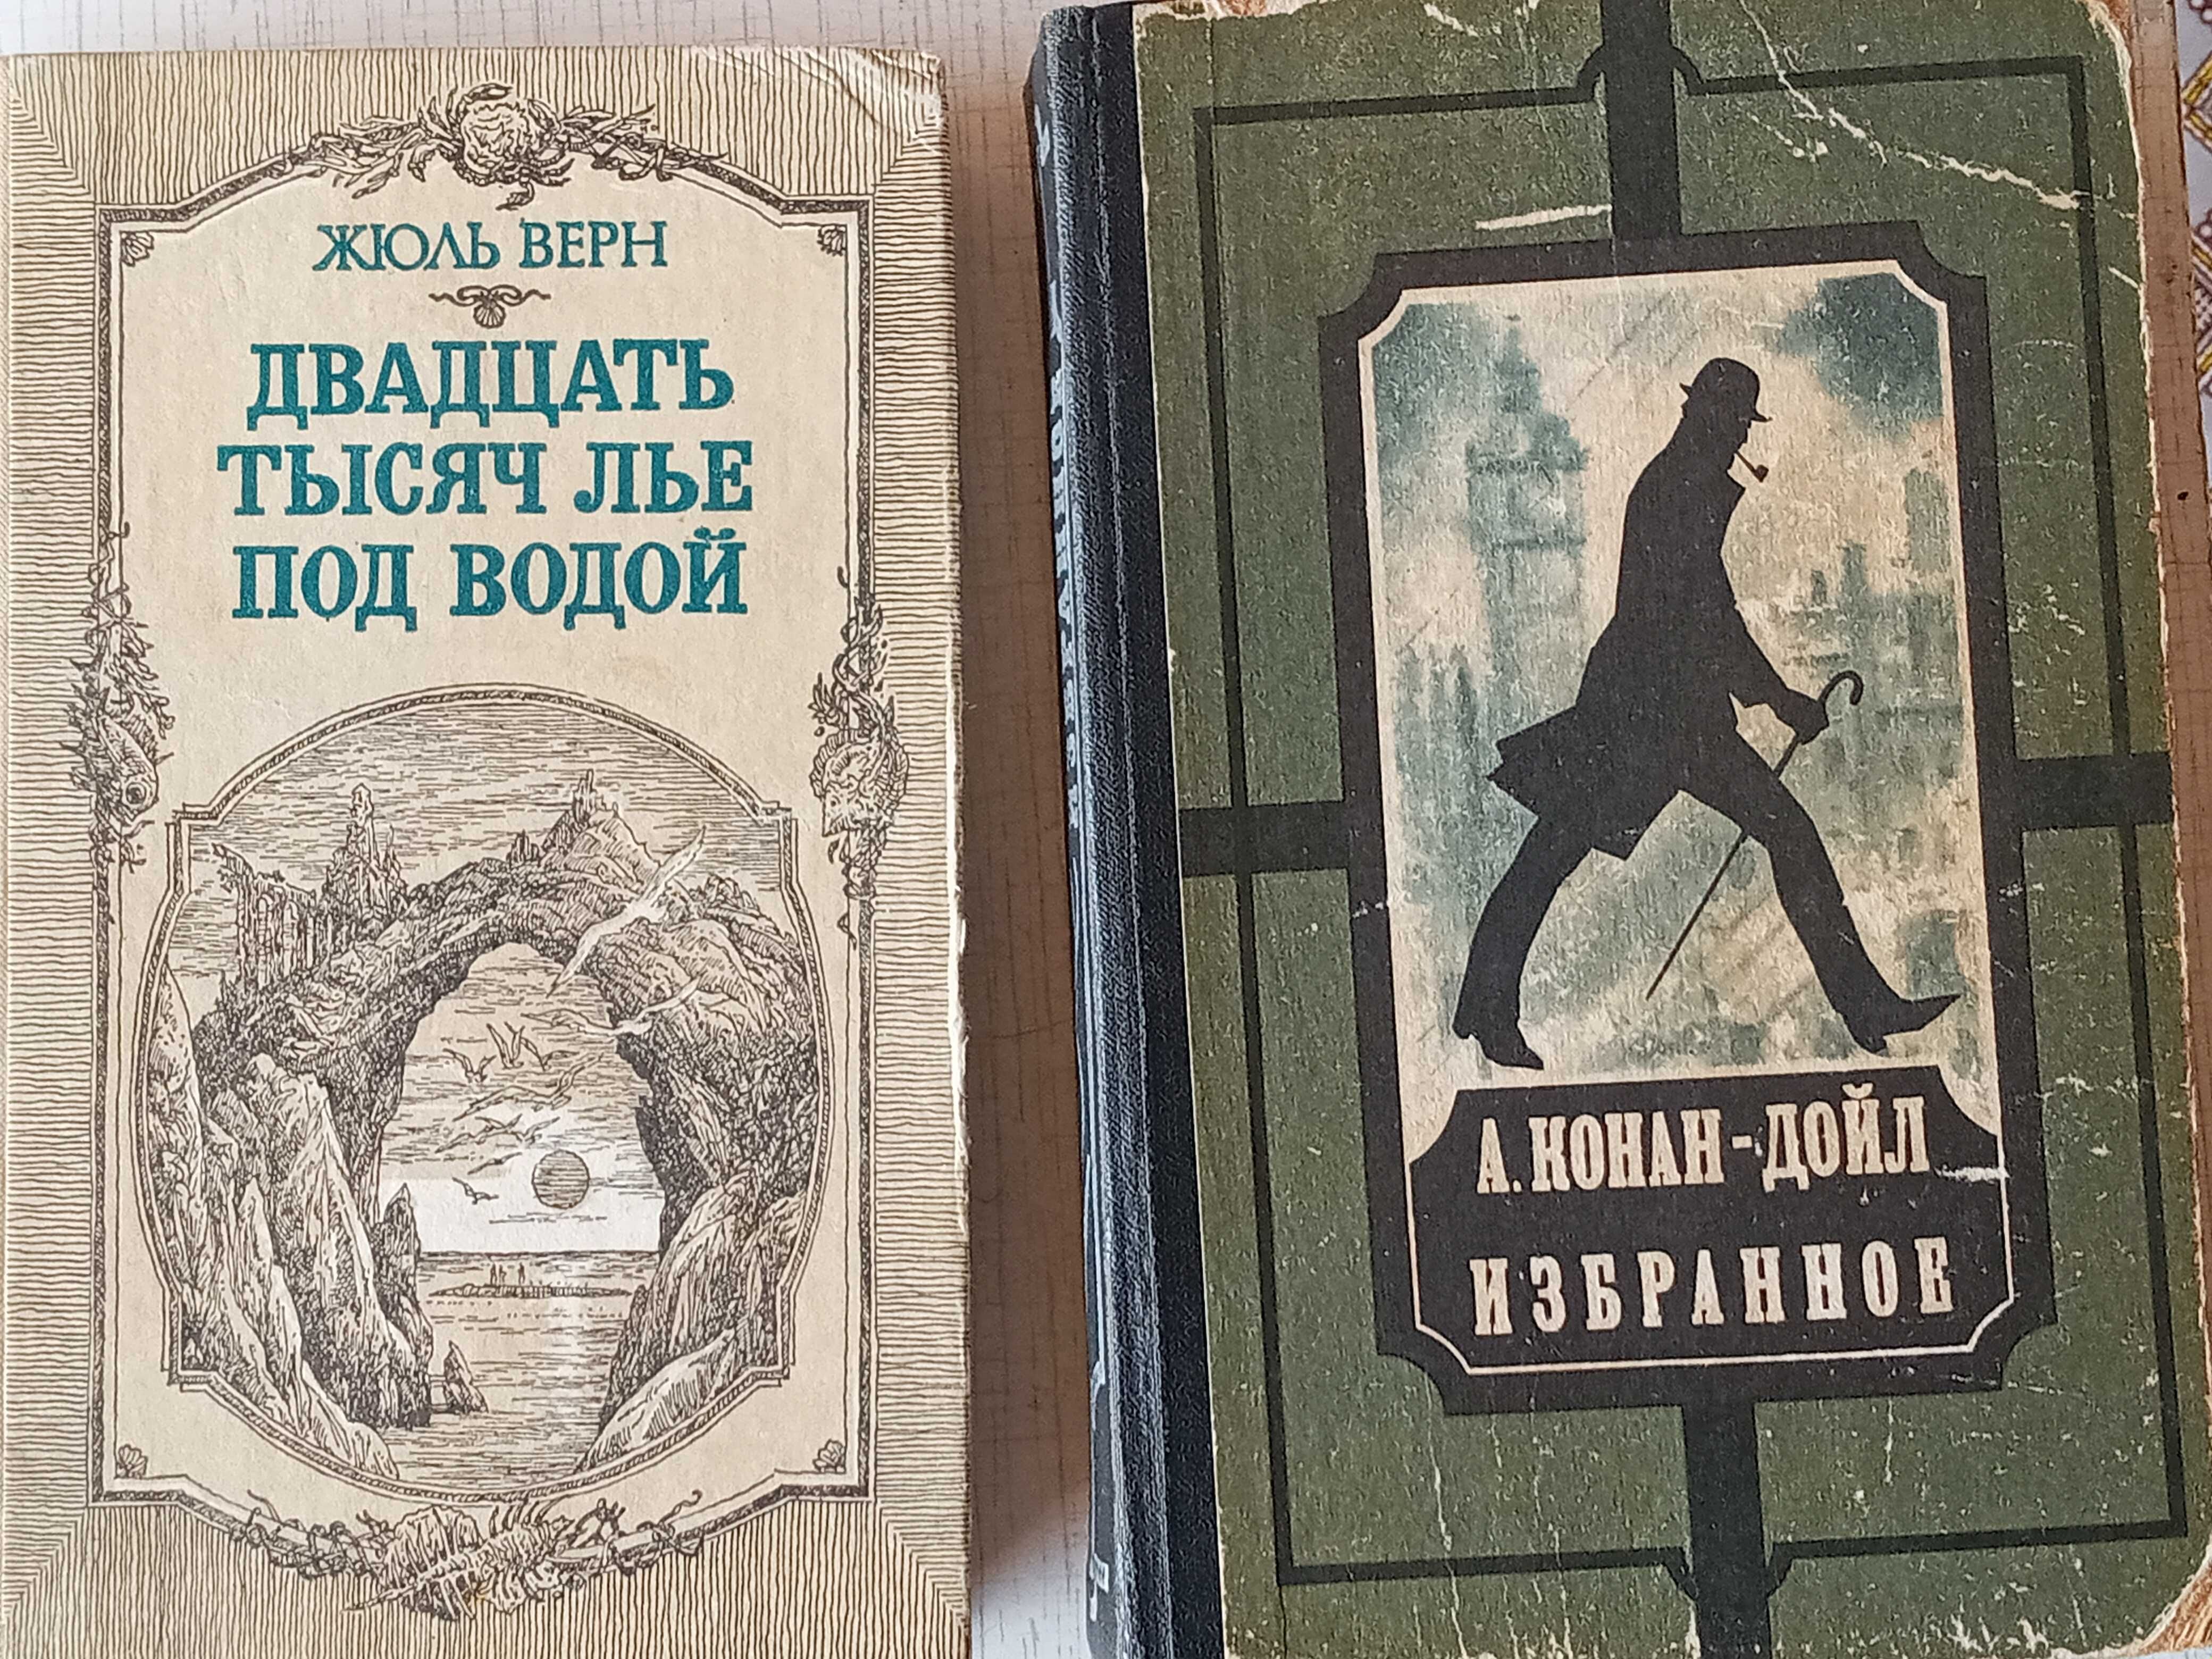 ЖЮЛЬ ВЕРН
ДВАДЦАТЬ
ТЫСЯЧ ЛЬЕ
ПОД ВОДОЙ
А. КОНАН-ДОЙЛ
ИЗБРАННОЕ